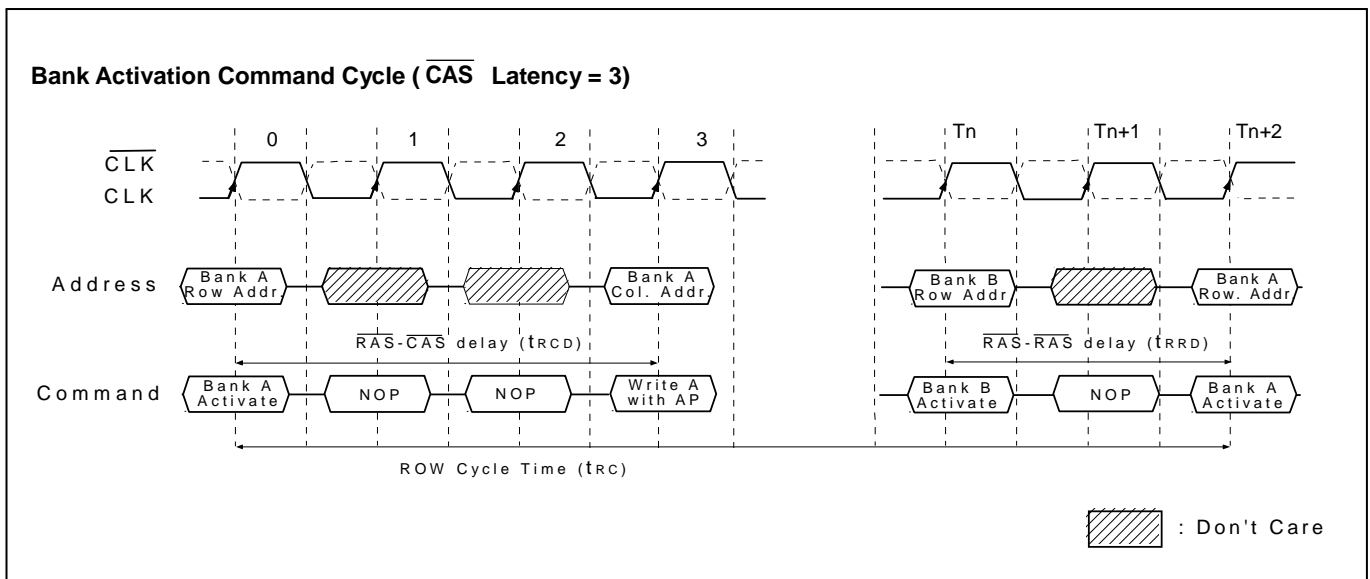 Bank Activation Command Cycle ( CAS Latency = 3)
0 1 2 3 Tn Tn+1 Tn+2
CLK
CLK
Address
Bank A
Row Addr
Bank A
Col. Addr.
Bank B
Row Addr
Bank A
Row. Addr
RAS-CAS delay (tRCD)
RAS-RAS delay (tRRD)
Command
Bank A
Activate
NOP
NOP
Write A
with AP
Bank B
Activate
NOP
Bank A
Activate
ROW Cycle Time (tRC)
: Don't Care